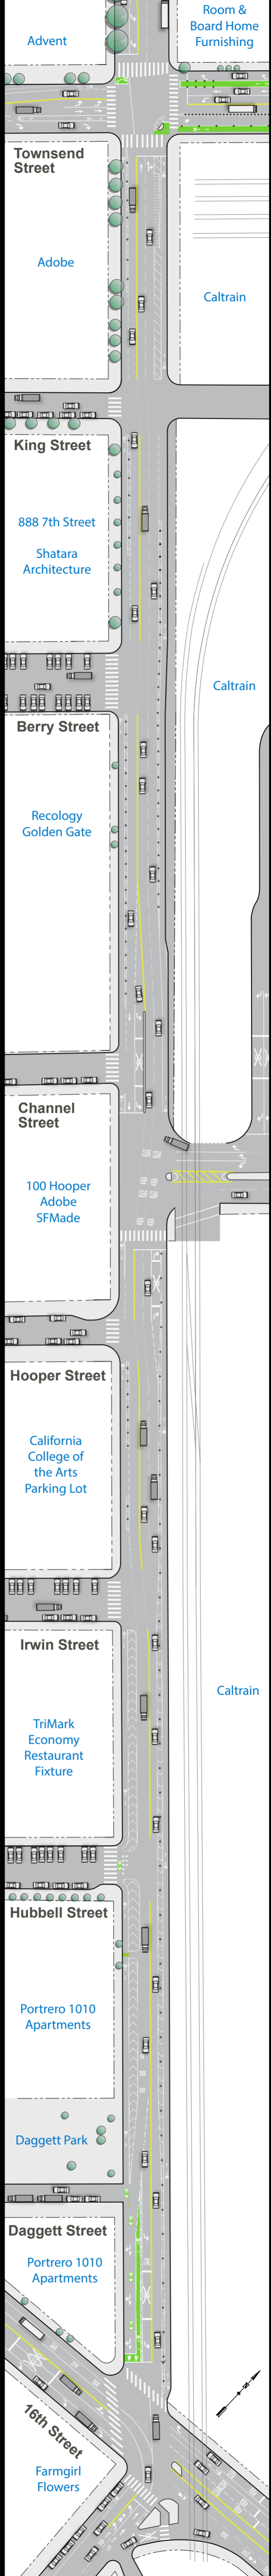 Room &
Board Home
Furnishing
Advent
Townsend
Street
Adobe
Caltrain
King Street
888 7th Street
Shatara
Architecture
Caltrain
Berry Street
Recology
Golden Gate
Channel
Street
100 Hooper
Adobe
SFMade
Hooper Street
California
College of
the Arts
Parking Lot
Irwin Street
Caltrain
TriMark
Economy
Restaurant
Fixture
Hubbell Street
Portrero 1010
Apartments
Daggett Park
Daggett Street
Portrero 1010
Apartments
16th Street
Farmgirl
Flowers